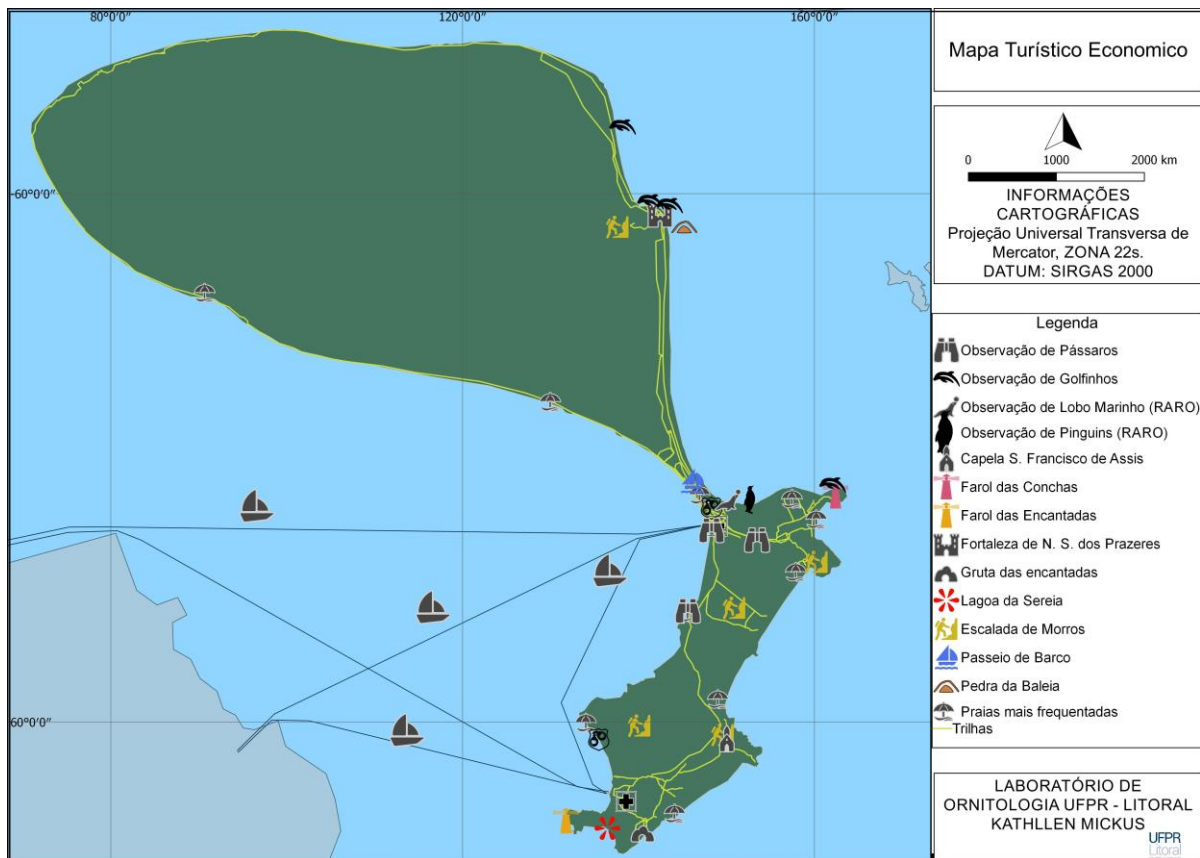 80°0'0"
120°0'0"
160°0'0"
-60°0'0"
60°0'0"
Mapa Turístico Economico
0
1000
2000 km
INFORMAÇÕES
CARTOGRÁFICAS
Projeção Universal Transversa de
Mercator, ZONA 22s.
DATUM: SIRGAS 2000
Legenda
Observação de Pássaros
Observação de Golfinhos
Observação de Lobo Marinho (RARO)
Observação de Pinguins (RARO)
Capela S. Francisco de Assis
Farol das Conchas
Farol das Encantadas
Fortaleza de N. S. dos Prazeres
Gruta das encantadas
Lagoa da Sereia
Escalada de Morros
Passeio de Barco
Pedra da Baleia
Praias mais frequentadas
Trilhas
LABORATÓRIO DE
ORNITOLOGIA UFPR - LITORAL
KATHLLEN MICKUS
UFPR
Litoral